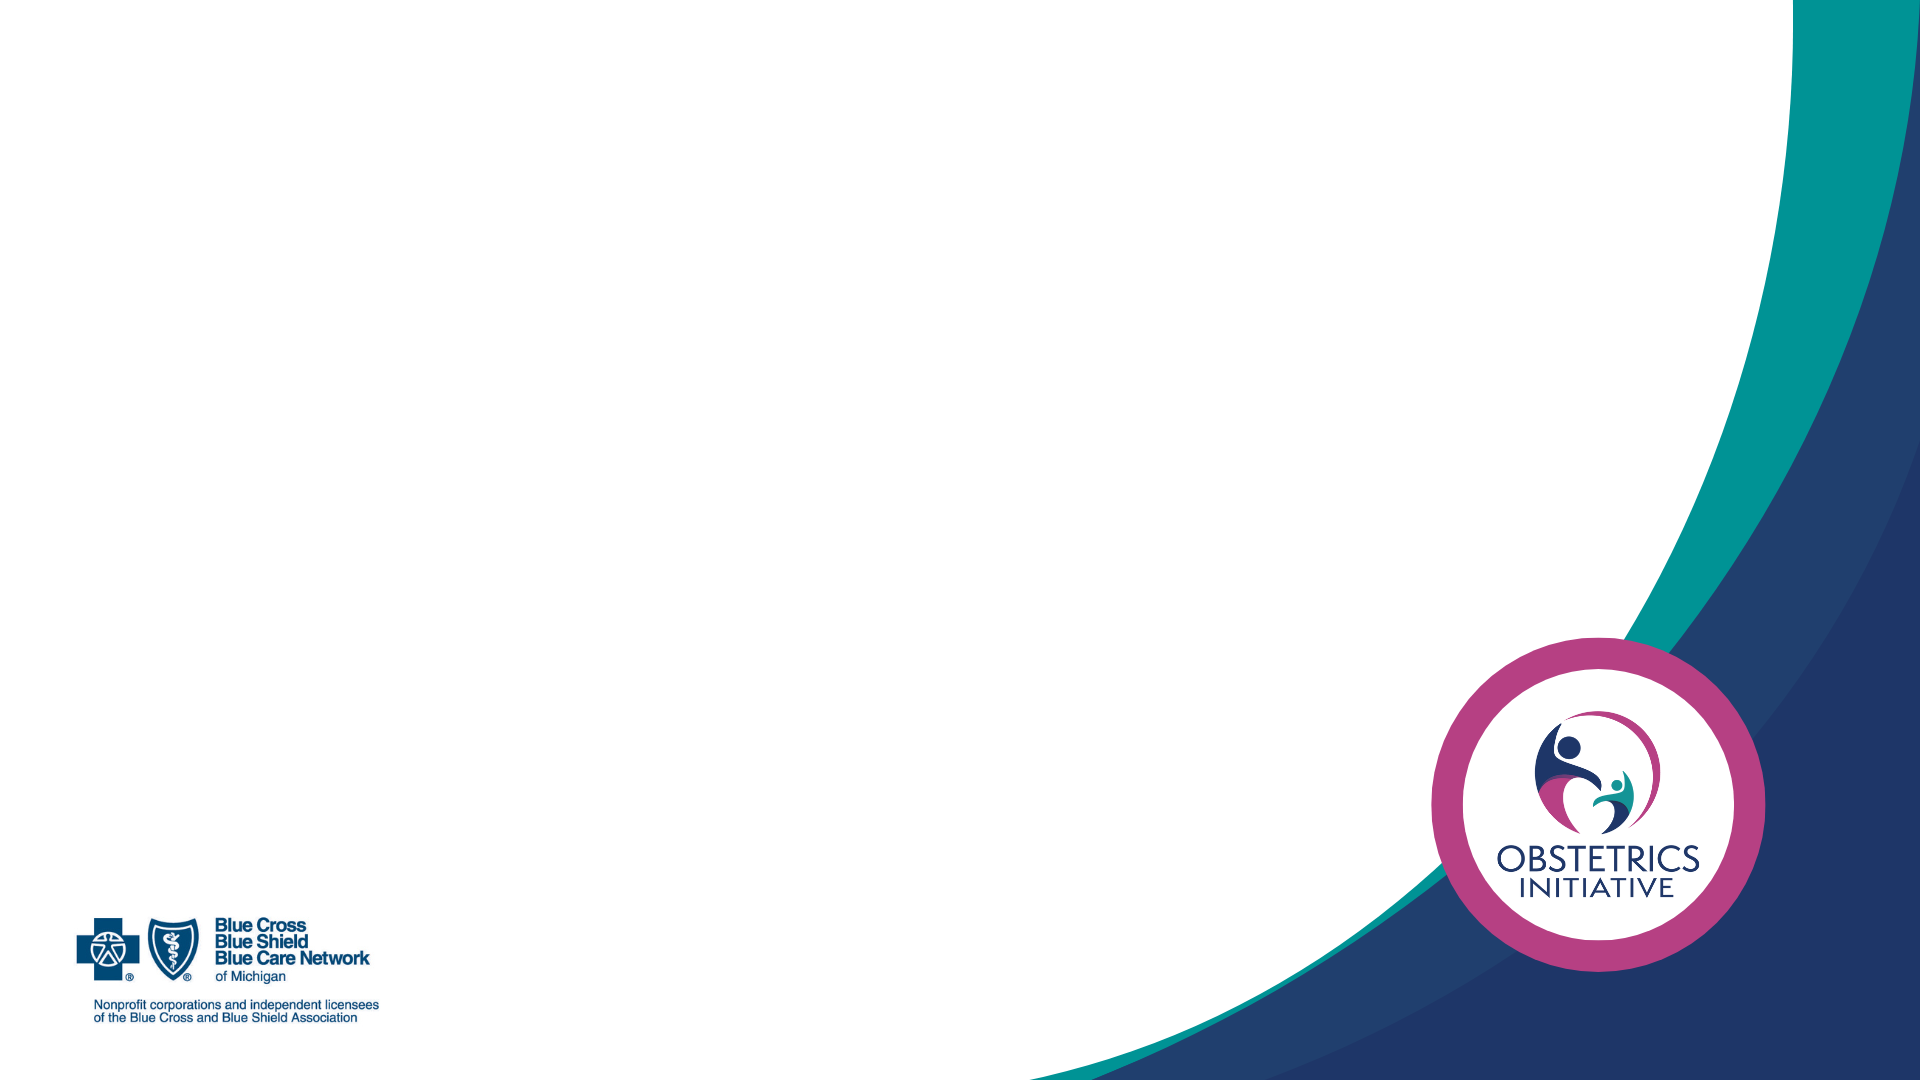 OBSTETRICS
INITIATIVE
Blue Cross
Blue Shield
Blue Care Network
of Michigan
® ®
Nonprofit corporations and independent licensees
of the Blue Cross and Blue Shield Association